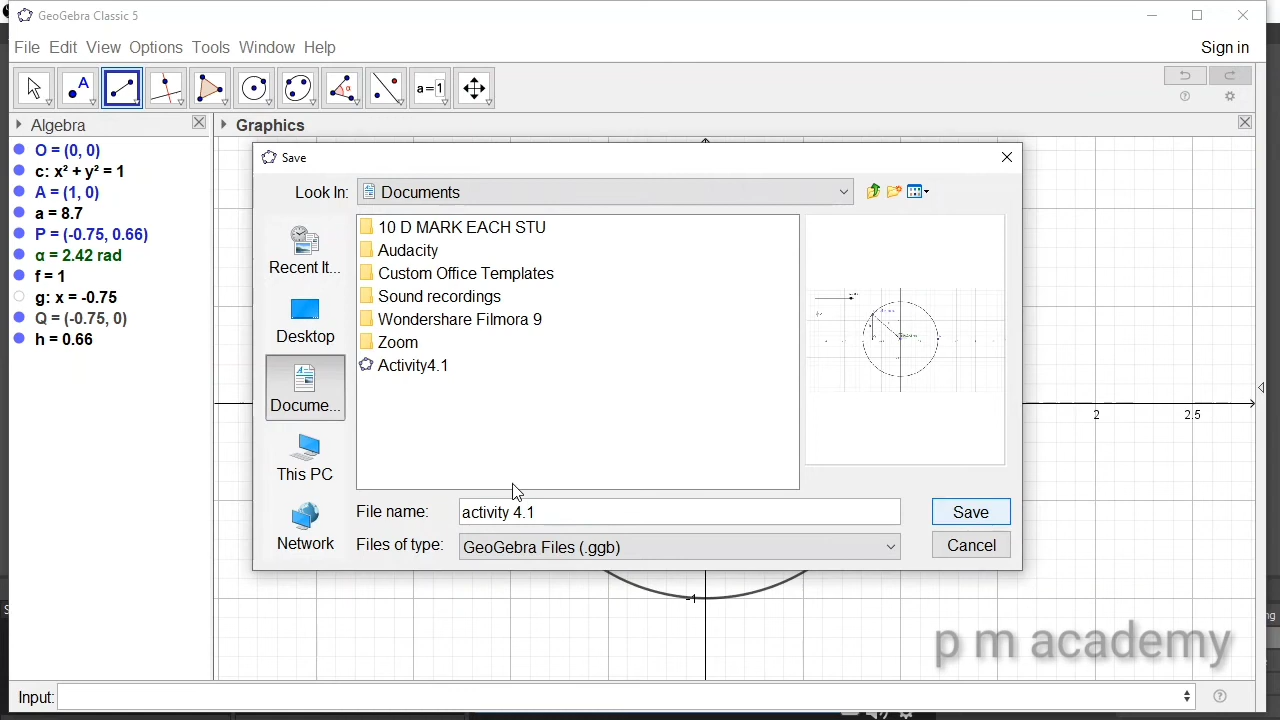 GeoGebra Classic 5
File Edit View Options Tools Window Help
Sign in
A
α
a=1
Algebra
Graphics
O = (0, 0)
c: x² + y² = 1
A = (1, 0)
a = 8.7
P = (-0.75, 0.66)
α = 2.42 rad
f = 1
g: x = -0.75
Q = (-0.75, 0)
h = 0.66
Save
Look In:
Documents
Recent It...
Desktop
Docume...
This PC
Network
10 D MARK EACH STU
Audacity
Custom Office Templates
Sound recordings
Wondershare Filmora 9
Zoom
Activity4.1
File name:
activity 4.1
Save
Files of type:
GeoGebra Files (.ggb)
Cancel
2
2.5
-1
p m academy
Input: